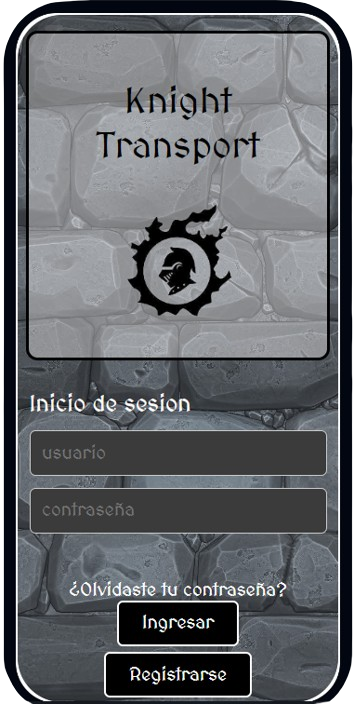 Knight
Transport
Inicio de sesion
usuario
contraseña
¿Olvidaste tu contraseña?
Ingresar
Registrarse